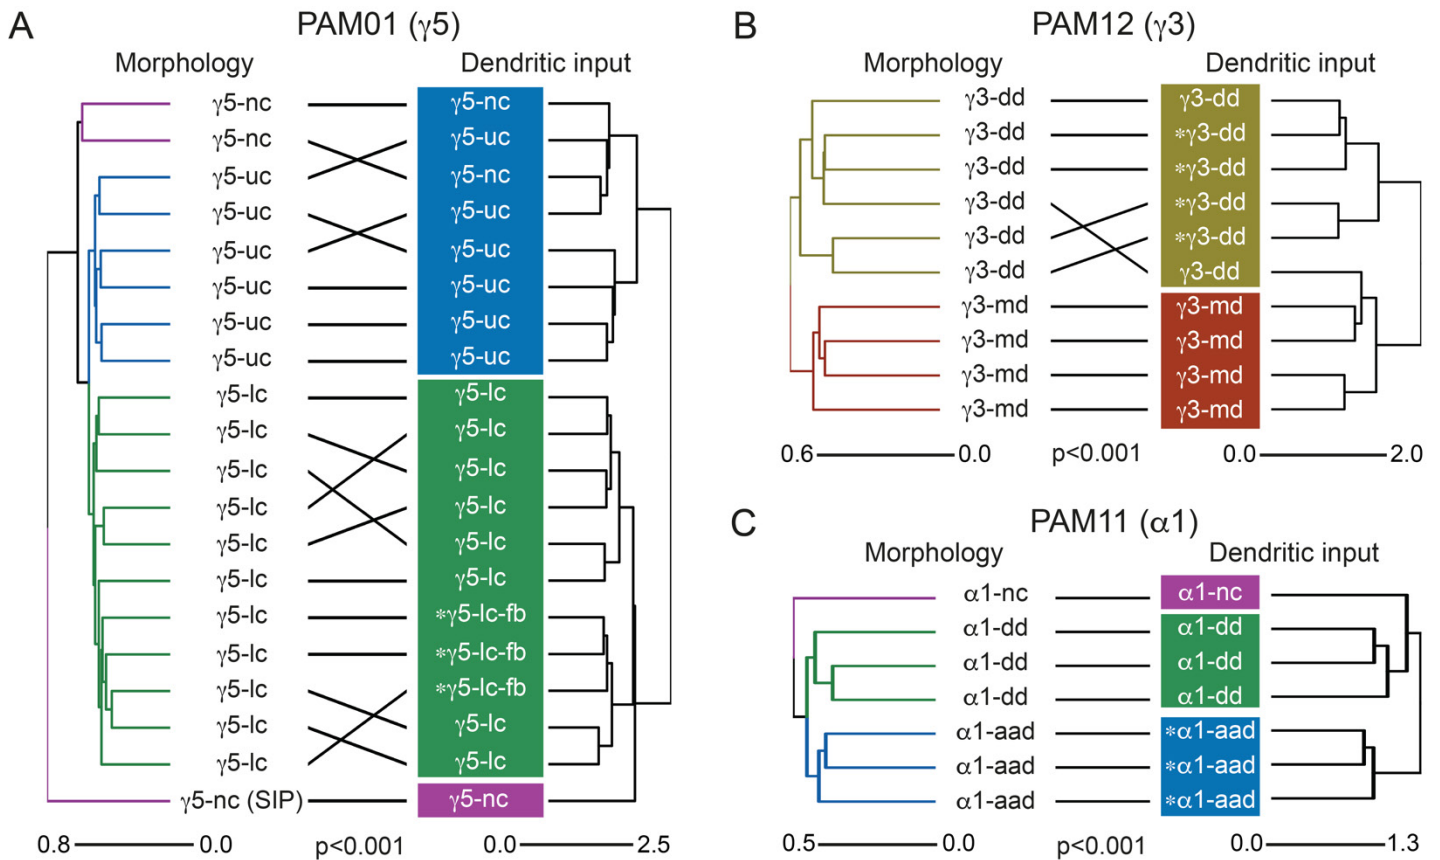 A
PAM01 (γ5)
Morphology
Dendritic input
γ5-nc γ5-nc
γ5-nc γ5-uc
γ5-uc γ5-nc
γ5-uc γ5-uc
γ5-uc γ5-uc
γ5-uc γ5-uc
γ5-uc γ5-uc
γ5-uc γ5-uc
γ5-lc γ5-lc
γ5-lc γ5-lc
γ5-lc γ5-lc
γ5-lc γ5-lc
γ5-lc γ5-lc
γ5-lc γ5-lc
γ5-lc *γ5-lc-fb
γ5-lc *γ5-lc-fb
γ5-lc *γ5-lc-fb
γ5-lc γ5-lc
γ5-lc γ5-lc
γ5-nc (SIP) γ5-nc
0.8 0.0 p<0.001 0.0 2.5
B
PAM12 (γ3)
Morphology
Dendritic input
γ3-dd γ3-dd
γ3-dd *γ3-dd
γ3-dd *γ3-dd
γ3-dd *γ3-dd
γ3-dd *γ3-dd
γ3-dd γ3-dd
γ3-md γ3-md
γ3-md γ3-md
γ3-md γ3-md
γ3-md γ3-md
0.6 0.0 p<0.001 0.0 2.0
C
PAM11 (α1)
Morphology
Dendritic input
α1-nc α1-nc
α1-dd α1-dd
α1-dd α1-dd
α1-dd α1-dd
α1-aad *α1-aad
α1-aad *α1-aad
α1-aad *α1-aad
0.5 0.0 p<0.001 0.0 1.3